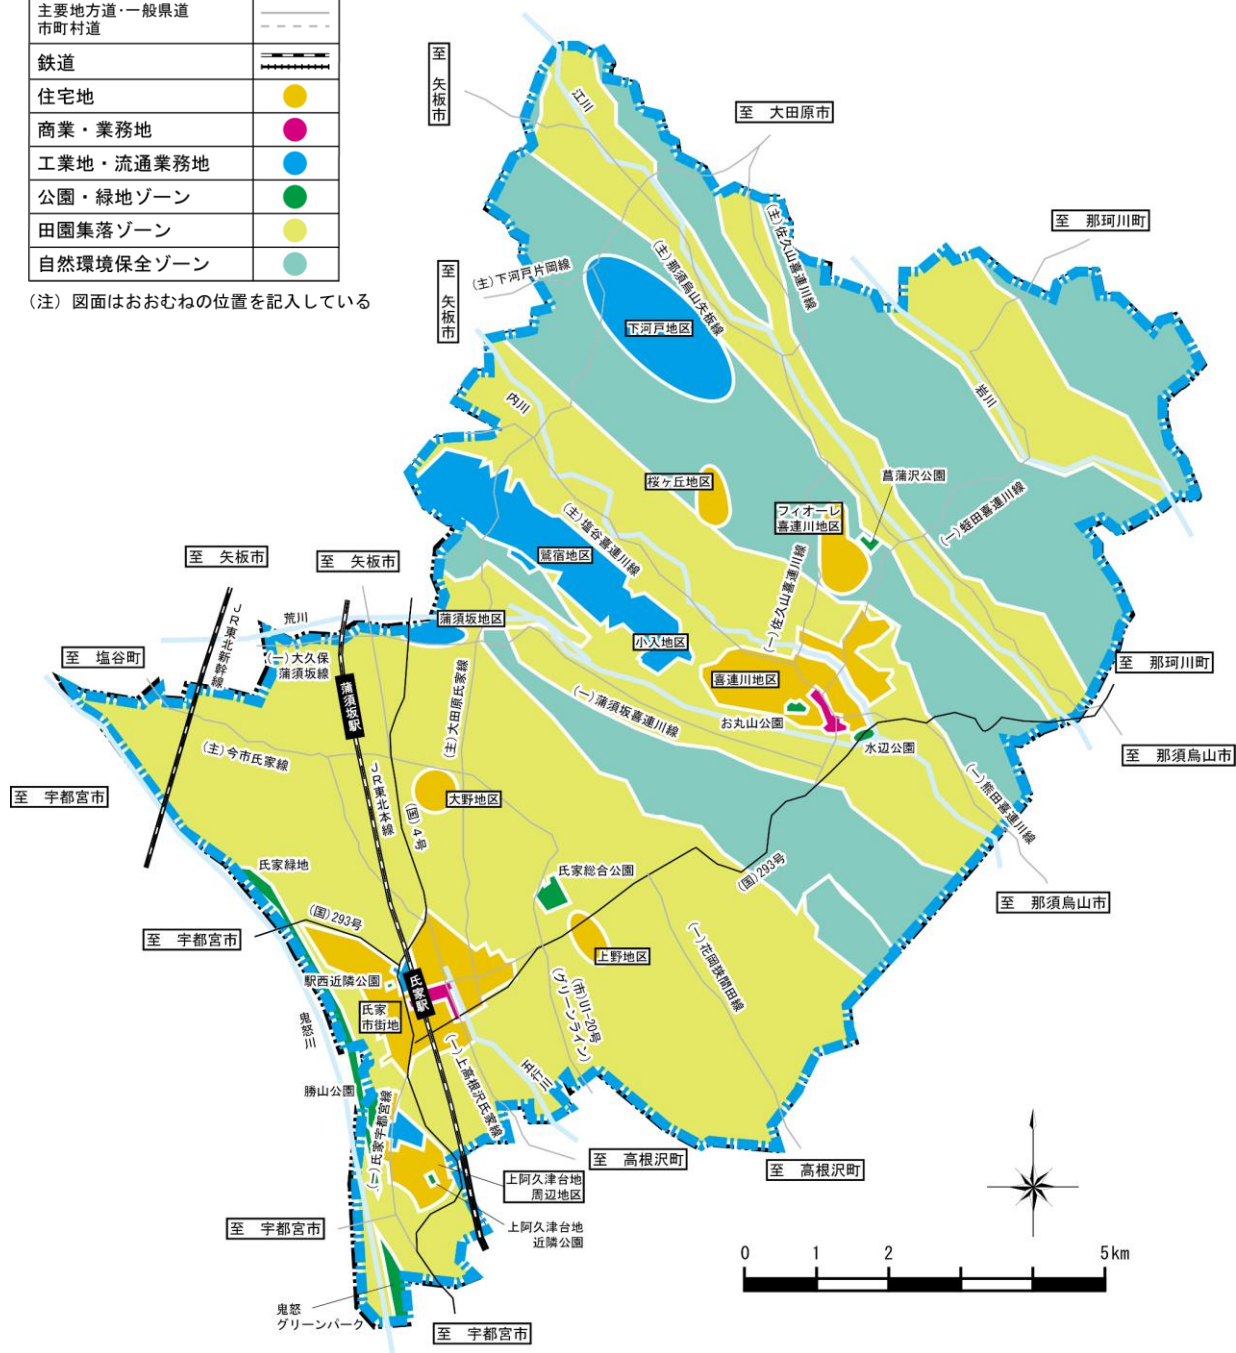 主要地方道・一般県道
市町村道
鉄道
住宅地
商業・業務地
工業地・流通業務地
公園・緑地ゾーン
田園集落ゾーン
自然環境保全ゾーン
(注) 図面はおおむねの位置を記入している
至 矢板市
江川
至 大田原市
(主)佐久山喜連川線
至 那珂川町
至 矢板市
(主)下河戸片岡線
(主)那須烏山矢板線
下河戸地区
岩川
内川
桜ヶ丘地区
菖蒲沢公園
フィオーレ
喜連川地区
(一)蛭田喜連川線
(主)塩谷喜連川線
鷲宿地区
(一)佐久山喜連川線
至 矢板市
至 矢板市
JR東北新幹線
荒川
蒲須坂地区
小入地区
至 塩谷町
(一)大久保
蒲須坂線
蒲須坂駅
(主)大田原氏家線
喜連川地区
至 那珂川町
(一)蒲須坂喜連川線
お丸山公園
水辺公園
至 那須烏山市
(主)今市氏家線
JR東北本線
(国)4号
大野地区
至 宇都宮市
(一)熊田喜連川線
氏家緑地
氏家総合公園
(国)293号
至 那須烏山市
(国)293号
至 宇都宮市
上野地区
(一)花岡狭間田線
駅西近隣公園
氏家駅
氏家
市街地
(市)U1-20号
(グリーンライン)
鬼怒川
(一)上高根沢氏家線
五行川
勝山公園
(一)氏家宇都宮線
至 高根沢町
至 高根沢町
上阿久津台地
周辺地区
至 宇都宮市
上阿久津台地
近隣公園
0 1 2 5km
鬼怒
グリーンパーク
至 宇都宮市